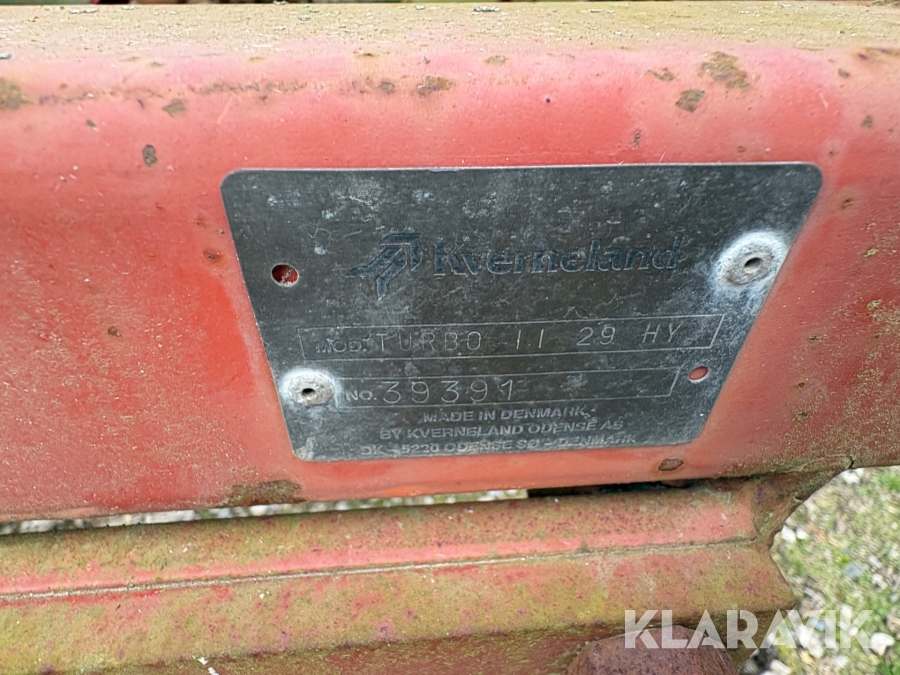 Kverneland
MOD. TURBO II 29 HY
NO. 39391
MADE IN DENMARK
BY KVERNELAND ODENSE AS
DK - 5220 ODENSE SØ - DENMARK
KLARAVIK